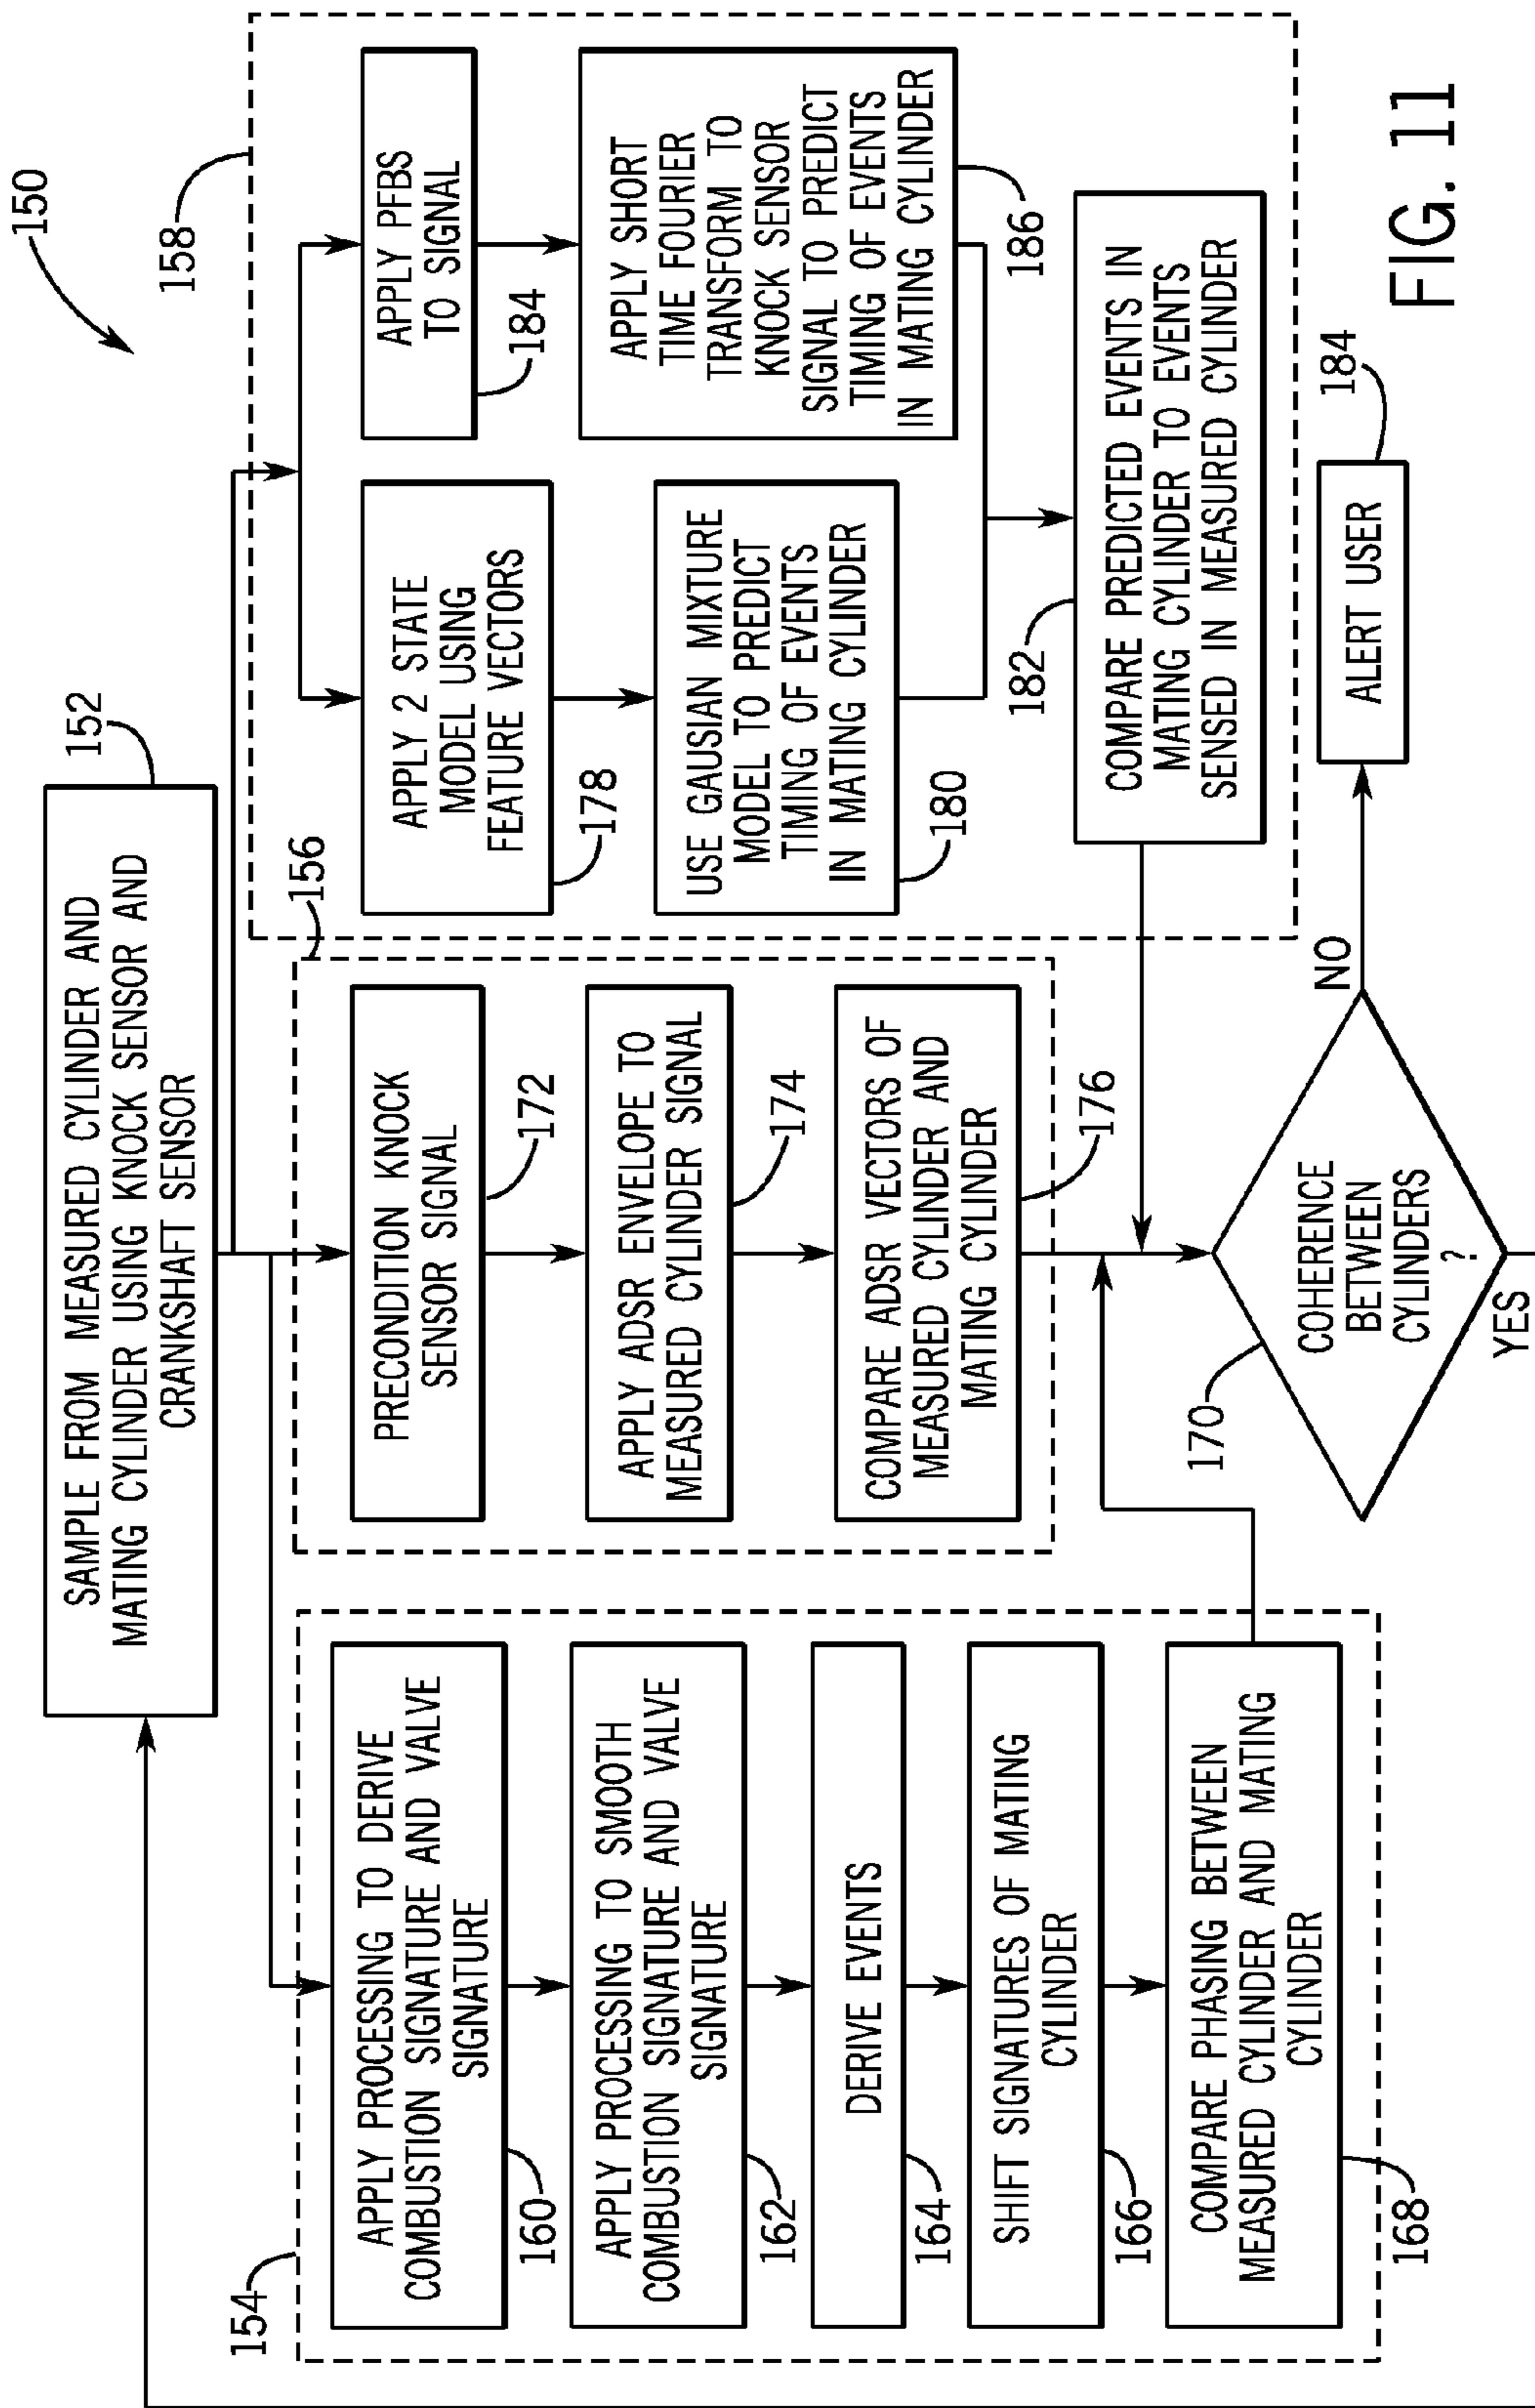 150
152
SAMPLE FROM MEASURED CYLINDER AND
MATING CYLINDER USING KNOCK SENSOR AND
CRANKSHAFT SENSOR
154
APPLY PROCESSING TO DERIVE
COMBUSTION SIGNATURE AND VALVE
SIGNATURE
160
APPLY PROCESSING TO SMOOTH
COMBUSTION SIGNATURE AND VALVE
SIGNATURE
162
DERIVE EVENTS
164
SHIFT SIGNATURES OF MATING
CYLINDER
166
COMPARE PHASING BETWEEN
MEASURED CYLINDER AND MATING
CYLINDER
168
156
PRECONDITION KNOCK
SENSOR SIGNAL
172
APPLY ADSR ENVELOPE TO
MEASURED CYLINDER SIGNAL
174
COMPARE ADSR VECTORS OF
MEASURED CYLINDER AND
MATING CYLINDER
176
158
APPLY 2 STATE
MODEL USING
FEATURE VECTORS
178
USE GAUSIAN MIXTURE
MODEL TO PREDICT
TIMING OF EVENTS
IN MATING CYLINDER
180
APPLY PFBS
TO SIGNAL
184
APPLY SHORT
TIME FOURIER
TRANSFORM TO
KNOCK SENSOR
SIGNAL TO PREDICT
TIMING OF EVENTS
IN MATING CYLINDER
186
182
COMPARE PREDICTED EVENTS IN
MATING CYLINDER TO EVENTS
SENSED IN MEASURED CYLINDER
170
COHERENCE
BETWEEN
CYLINDERS
?
NO
YES
ALERT USER
184
FIG. 11